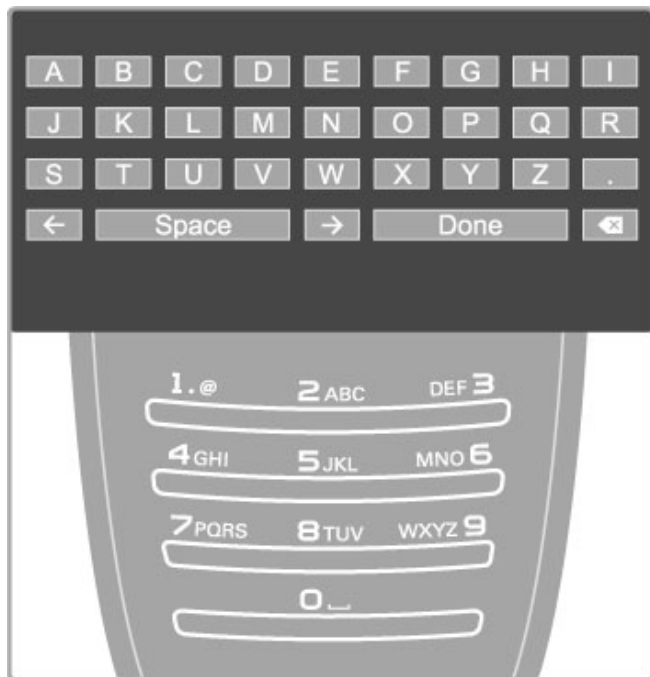 A B C D E F G H I
J K L M N O P Q R
S T U V W X Y Z .
← Space → Done ⌫
1.@ 2ABC DEF3
4GHI 5JKL MNO6
7PQRS 8TUV WXYZ9
0⎵